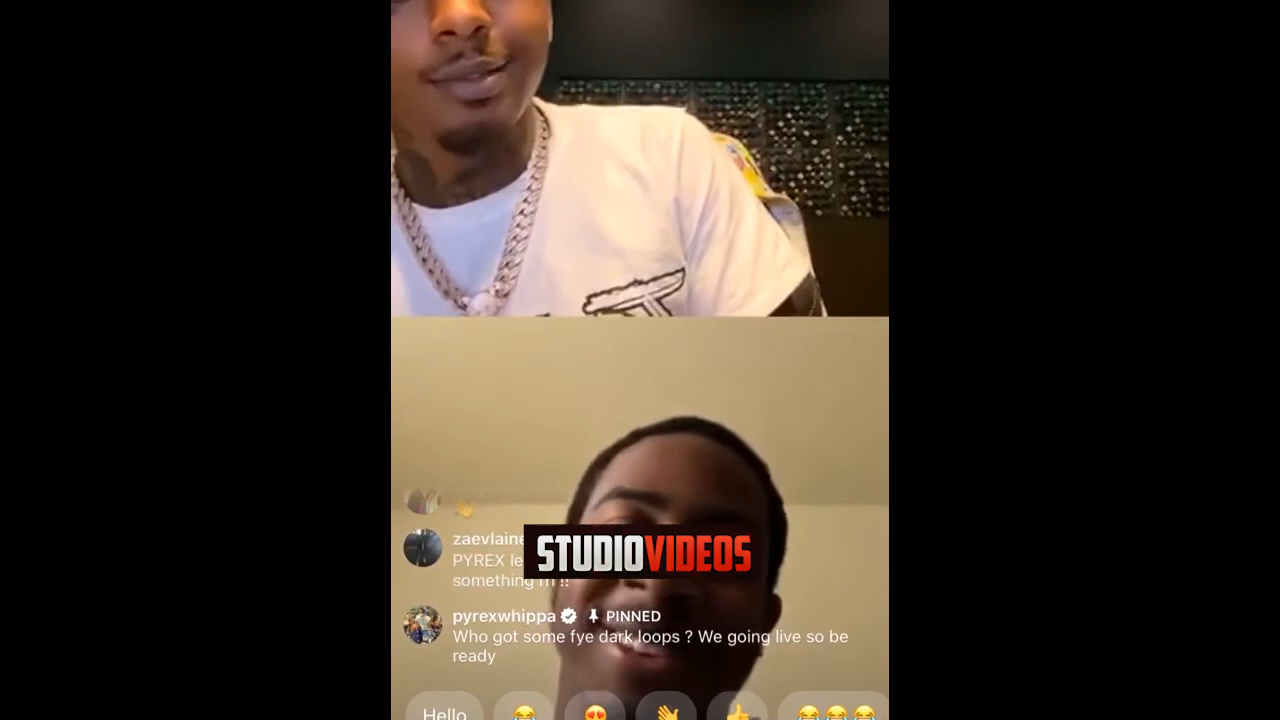 zaevlaine
PYREX le
something
STUDIOVIDEOS
pyrexwhippa PINNED
Who got some fye dark loops ? We going live so be
ready
Hello